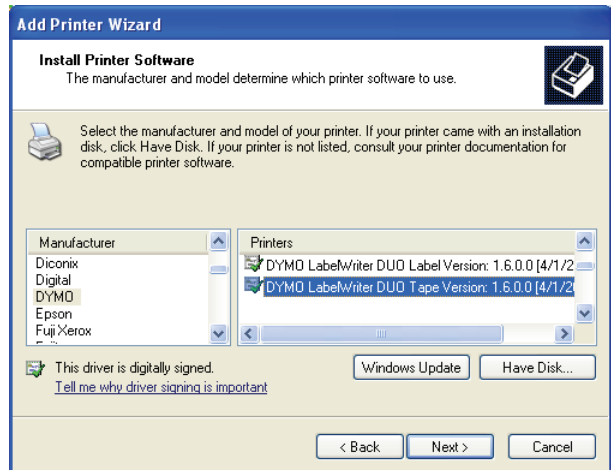 Add Printer Wizard
Install Printer Software
The manufacturer and model determine which printer software to use.
Select the manufacturer and model of your printer. If your printer came with an installation
disk, click Have Disk. If your printer is not listed, consult your printer documentation for
compatible printer software.
Manufacturer
Diconix
Digital
DYMO
Epson
Fuji Xerox
Printers
DYMO LabelWriter DUO Label Version: 1.6.0.0 [4/1/2
DYMO LabelWriter DUO Tape Version: 1.6.0.0 [4/1/2
This driver is digitally signed.
Tell me why driver signing is important
Windows Update
Have Disk...
< Back
Next >
Cancel